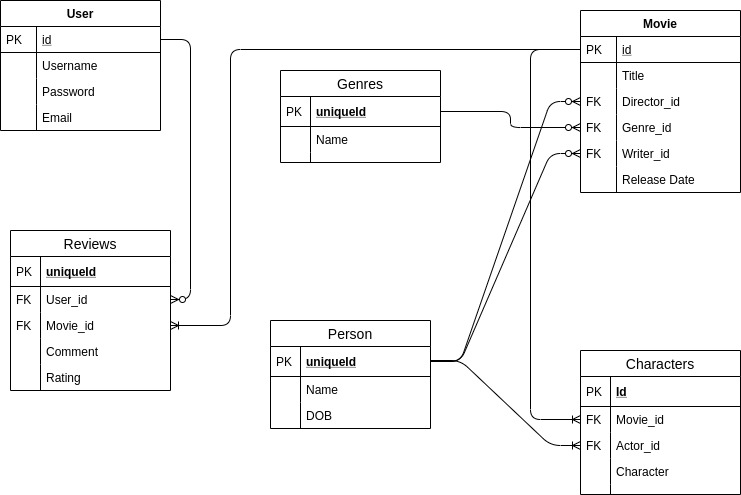 User
PK id
Username
Password
Email
Movie
PK id
Title
FK Director_id
FK Genre_id
FK Writer_id
Release Date
Genres
PK uniqueId
Name
Reviews
PK uniqueId
FK User_id
FK Movie_id
Comment
Rating
Person
PK uniqueId
Name
DOB
Characters
PK Id
FK Movie_id
FK Actor_id
Character